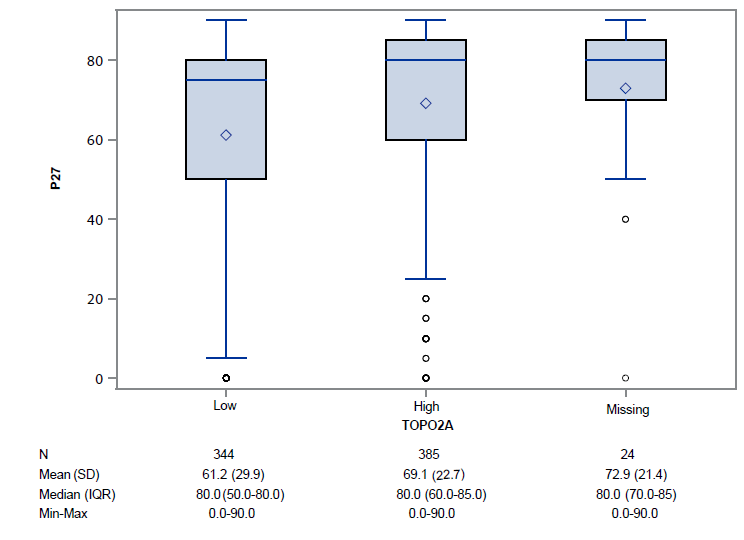 80
60
40
20
0
P27
Low High Missing
TOPO2A
N 344 385 24
Mean (SD) 61.2 (29.9) 69.1 (22.7) 72.9 (21.4)
Median (IQR) 80.0(50.0-80.0) 80.0 (60.0-85.0) 80.0 (70.0-85)
Min-Max 0.0-90.0 0.0-90.0 0.0-90.0